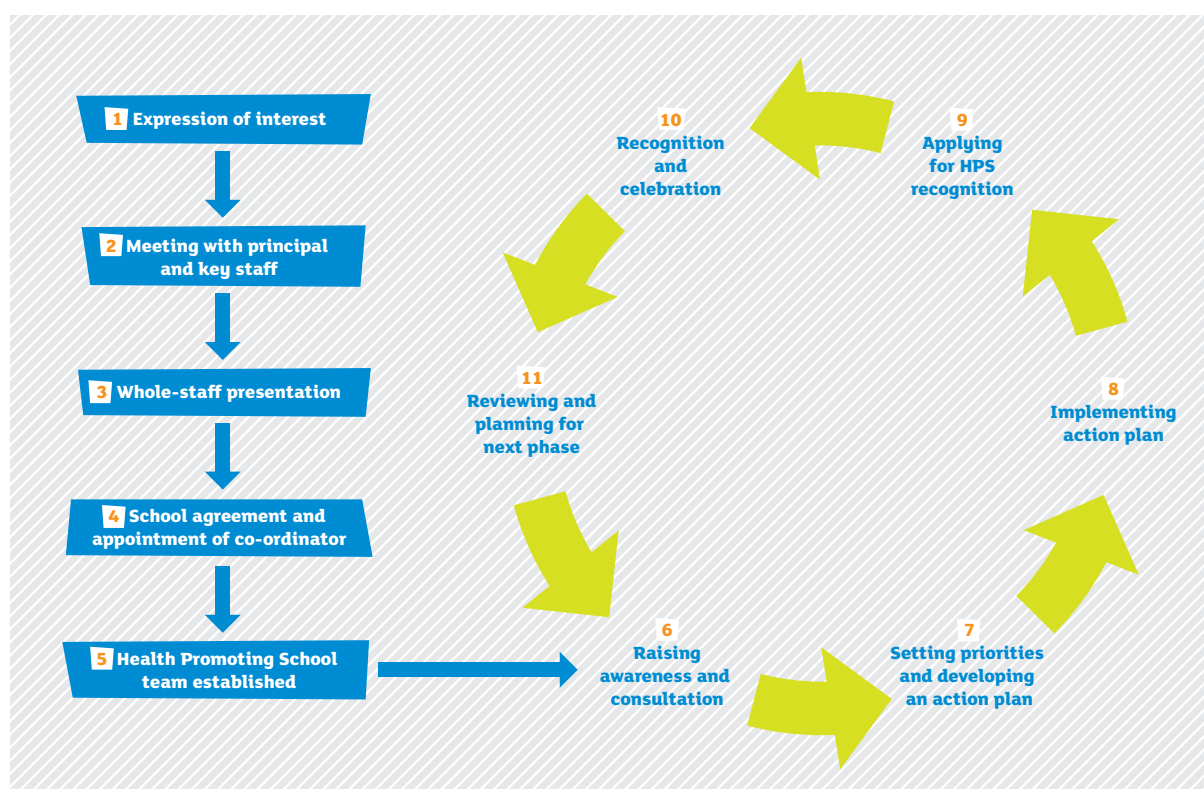 1 Expression of interest
2 Meeting with principal
and key staff
3 Whole-staff presentation
4 School agreement and
appointment of co-ordinator
5 Health Promoting School
team established
6
Raising
awareness and
consultation
7
Setting priorities
and developing
an action plan
8
Implementing
action plan
9
Applying
for HPS
recognition
10
Recognition
and
celebration
11
Reviewing and
planning for
next phase